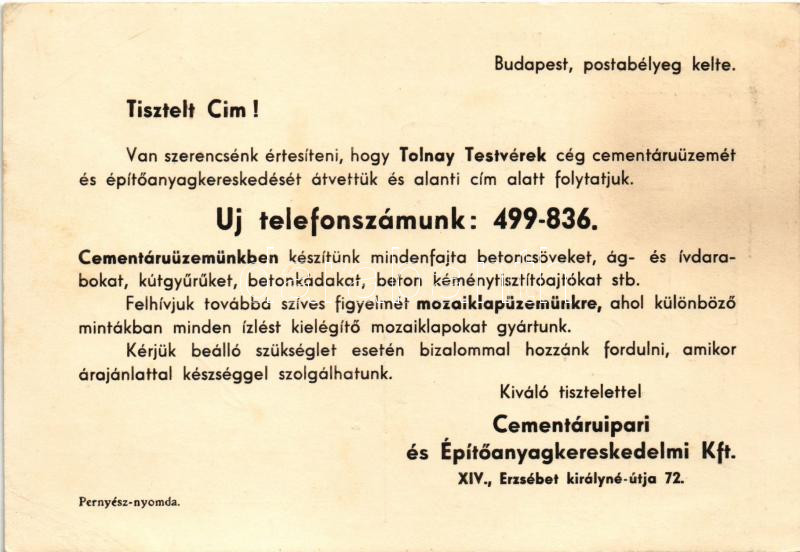 Budapest, postabélyeg kelte.
Tisztelt Cim !
Van szerencsénk értesíteni, hogy Tolnay Testvérek cég cementáruüzemét
és építőanyagkereskedését átvettük és alanti cím alatt folytatjuk.
Uj telefonszámunk: 499-836.
Cementáruüzemünkben készítünk mindenfajta betoncsöveket, ág- és ívdara-
bokat, kútgyűrűket, betonkádakat, beton kéménytisztítóajtókat stb.
Felhívjuk továbbá szíves figyelmét mozaiklapüzemünkre, ahol különböző
mintákban minden ízlést kielégítő mozaiklapokat gyártunk.
Kérjük beálló szükséglet esetén bizalommal hozzánk fordulni, amikor
árajánlattal készséggel szolgálhatunk.
Kiváló tisztelettel
Cementáruipari
és Építőanyagkereskedelmi Kft.
XIV., Erzsébet királyné-útja 72.
Pernyész-nyomda.